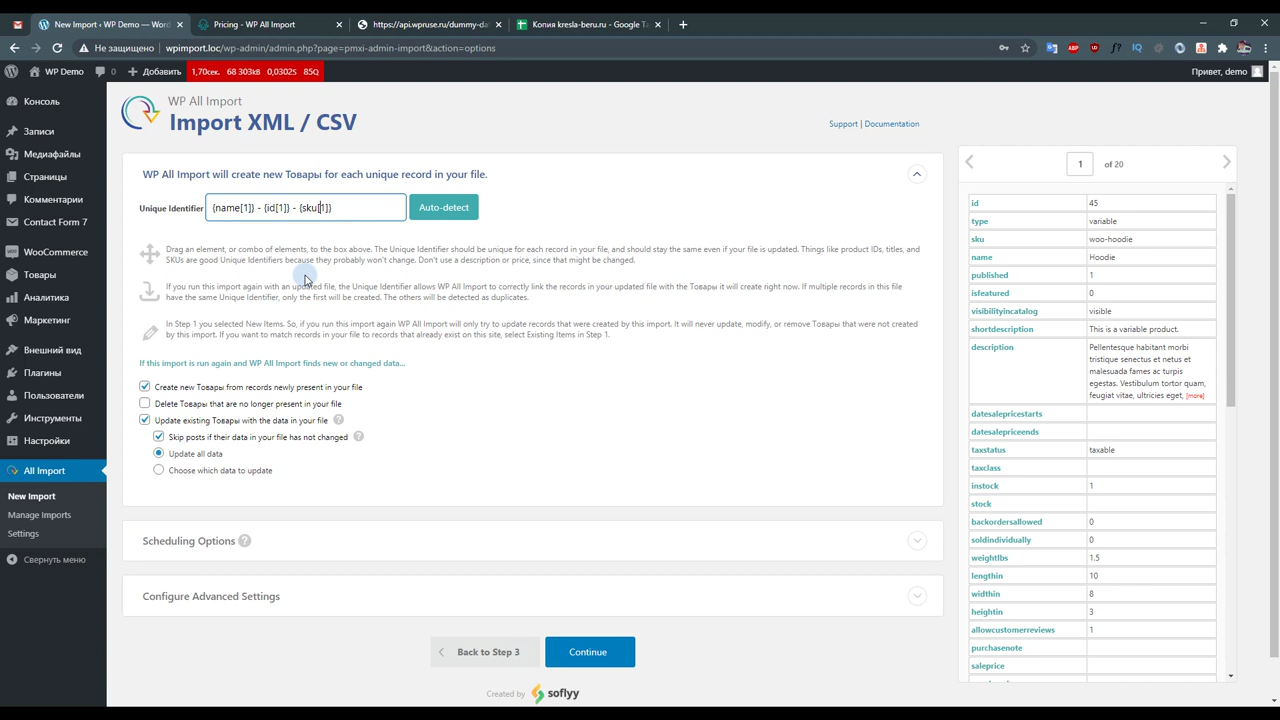 New Import ‹ WP Demo — Word
Pricing - WP All Import
https://api.wpruse.ru/dummy-da
Копия kresla-beru.ru - Google Та
Не защищено
wpimport.loc/wp-admin/admin.php?page=pmxi-admin-import&action=options
WP Demo
Добавить
1,70сек. 68 303kB 0,0302S 85Q
Привет, demo
Консоль
Записи
Медиафайлы
Страницы
Комментарии
Contact Form 7
WooCommerce
Товары
Аналитика
Маркетинг
Внешний вид
Плагины
Пользователи
Инструменты
Настройки
All Import
New Import
Manage Imports
Settings
Свернуть меню
WP All Import
Import XML / CSV
Support | Documentation
WP All Import will create new Товары for each unique record in your file.
Unique Identifier
{name[1]} - {id[1]} - {sku[1]}
Auto-detect
Drag an element, or combo of elements, to the box above. The Unique Identifier should be unique for each record in your file, and should stay the same even if your file is updated. Things like product IDs, titles, and
SKUs are good Unique Identifiers because they probably won't change. Don't use a description or price, since that might be changed.
If you run this import again with an updated file, the Unique Identifier allows WP All Import to correctly link the records in your updated file with the Товары it will create right now. If multiple records in this file
have the same Unique Identifier, only the first will be created. The others will be detected as duplicates.
In Step 1 you selected New Items. So, if you run this import again WP All Import will only try to update records that were created by this import. It will never update, modify, or remove Товары that were not created
by this import. If you want to match records in your file to records that already exist on this site, select Existing Items in Step 1.
If this import is run again and WP All Import finds new or changed data...
Create new Товары from records newly present in your file
Delete Товары that are no longer present in your file
Update existing Товары with the data in your file ?
Skip posts if their data in your file has not changed ?
Update all data
Choose which data to update
Scheduling Options ?
Configure Advanced Settings
Back to Step 3
Continue
Created by soflyy
1 of 20
id 45
type variable
sku woo-hoodie
name Hoodie
published 1
isfeatured 0
visibilityincatalog visible
shortdescription This is a variable product.
description Pellentesque habitant morbi
tristique senectus et netus et
malesuada fames ac turpis
egestas. Vestibulum tortor quam,
feugiat vitae, ultricies eget, [more]
datesalepricestarts
datesalepriceends
taxstatus taxable
taxclass
instock 1
stock
backordersallowed 0
soldindividually 0
weightlbs 1.5
lengthin 10
widthin 8
heightin 3
allowcustomerreviews 1
purchasenote
saleprice